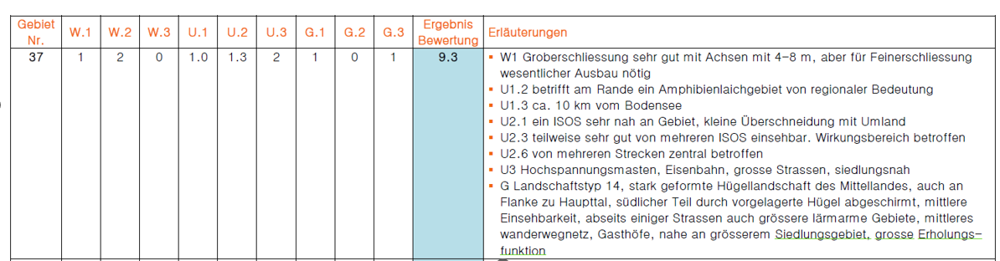 Gebiet Nr. W.1 W.2 W.3 U.1 U.2 U.3 G.1 G.2 G.3 Ergebnis Bewertung Erläuterungen
37 1 2 0 1.0 1.3 2 1 0 1 9.3
▪ W1 Groberschliessung sehr gut mit Achsen mit 4–8 m, aber für Feinerschliessung
wesentlicher Ausbau nötig
▪ U1.2 betrifft am Rande ein Amphibienlaichgebiet von regionaler Bedeutung
▪ U1.3 ca. 10 km vom Bodensee
▪ U2.1 ein ISOS sehr nah an Gebiet, kleine Überschneidung mit Umland
▪ U2.3 teilweise sehr gut von mehreren ISOS einsehbar. Wirkungsbereich betroffen
▪ U2.6 von mehreren Strecken zentral betroffen
▪ U3 Hochspannungsmasten, Eisenbahn, grosse Strassen, siedlungsnah
▪ G Landschaftstyp 14, stark geformte Hügellandschaft des Mittellandes, auch an
Flanke zu Haupttal, südlicher Teil durch vorgelagerte Hügel abgeschirmt, mittlere
Einsehbarkeit, abseits einiger Strassen auch grössere lärmarme Gebiete, mittleres
wanderwegnetz, Gasthöfe, nahe an grösserem Siedlungsgebiet, grosse Erholungs–
funktion